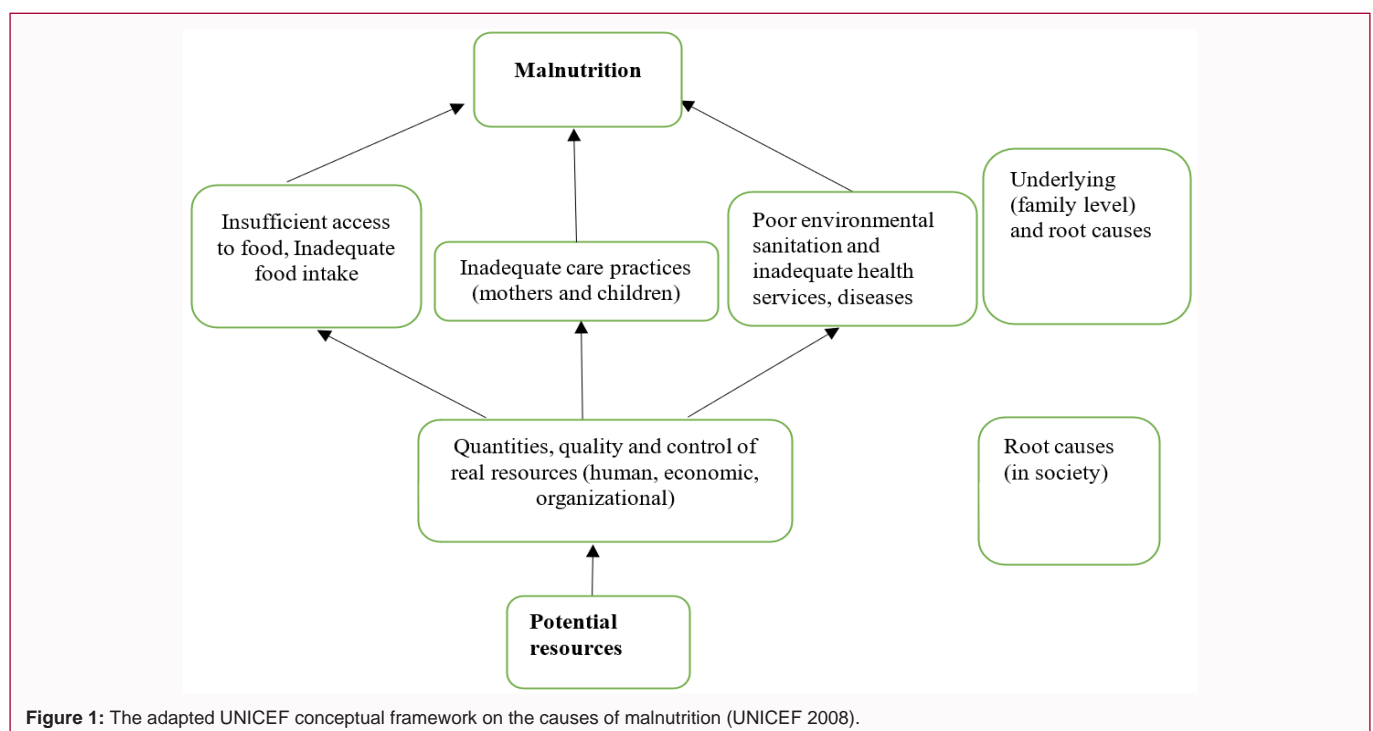 Malnutrition
Insufficient access
to food, Inadequate
food intake
Inadequate care practices
(mothers and children)
Poor environmental
sanitation and
inadequate health
services, diseases
Underlying
(family level)
and root causes
Quantities, quality and control of
real resources (human, economic,
organizational)
Root causes
(in society)
Potential
resources
Figure 1: The adapted UNICEF conceptual framework on the causes of malnutrition (UNICEF 2008).